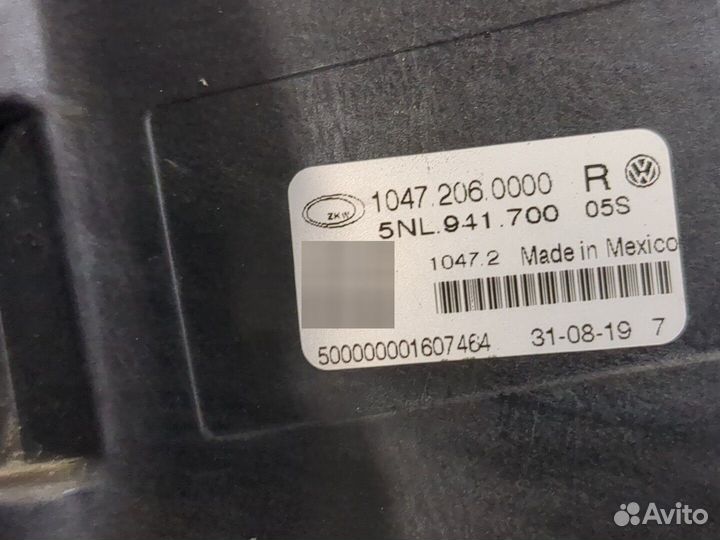 ZKW 1047.206.0000 R
5NL.941.700 05S
1047.2 Made in Mexico
500000001607464 31-08-19 7
Avito